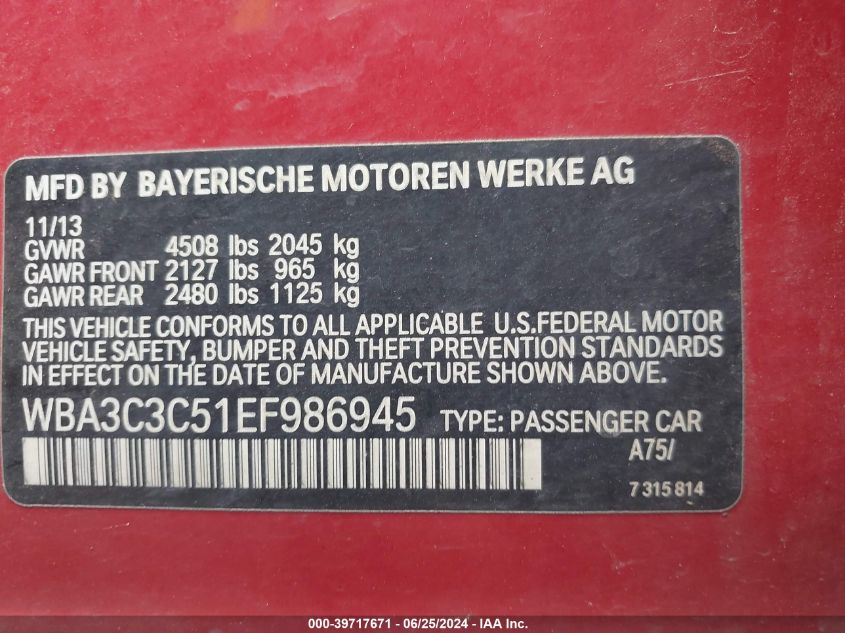 MFD BY BAYERISCHE MOTOREN WERKE AG
11/13
GVWR 4508 lbs 2045 kg
GAWR FRONT 2127 lbs 965 kg
GAWR REAR 2480 lbs 1125 kg
THIS VEHICLE CONFORMS TO ALL APPLICABLE U.S.FEDERAL MOTOR
VEHICLE SAFETY, BUMPER AND THEFT PREVENTION STANDARDS
IN EFFECT ON THE DATE OF MANUFACTURE SHOWN ABOVE.
WBA3C3C51EF986945 TYPE: PASSENGER CAR
A75/
7 315 814
000-39717671 - 06/25/2024 - IAA Inc.